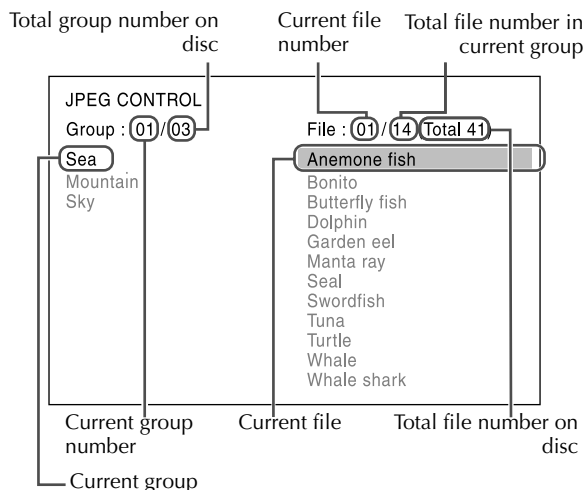 Total group number on
disc
Current file
number
Total file number in
current group
JPEG CONTROL
Group : 01/03
File : 01/14 Total 41
Sea
Mountain
Sky
Anemone fish
Bonito
Butterfly fish
Dolphin
Garden eel
Manta ray
Seal
Swordfish
Tuna
Turtle
Whale
Whale shark
Current group
number
Current file
Total file number on
disc
Current group